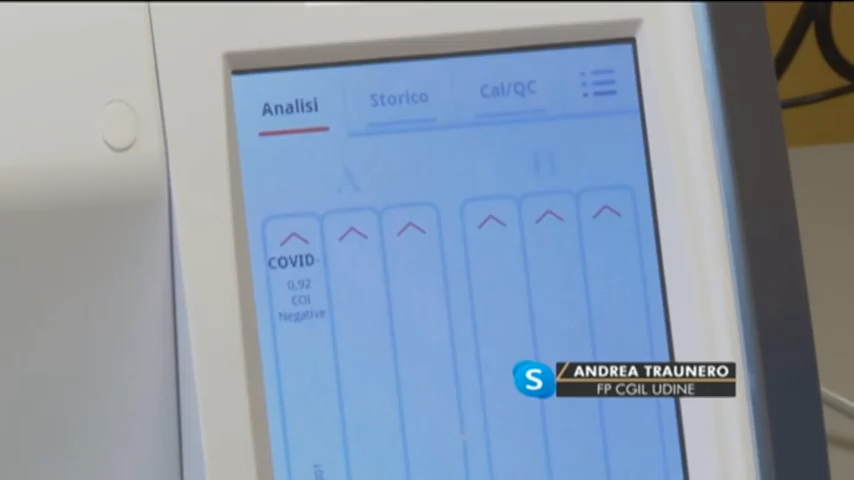 Analisi
Storico
Cal/QC
A
B
COVID-
0,92
COI
Negative
S
ANDREA TRAUNERO
FP CGIL UDINE